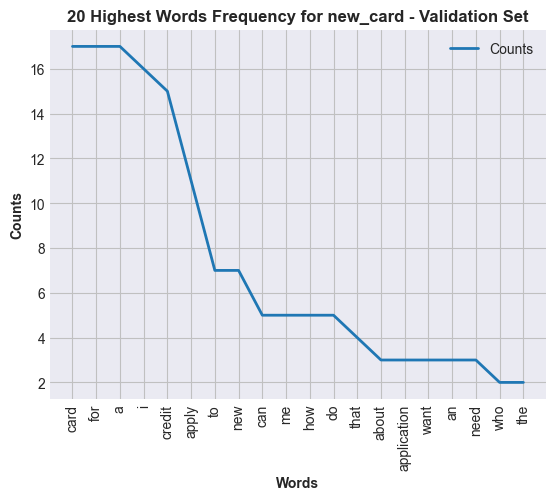 20 Highest Words Frequency for new_card - Validation Set
Counts
16
14
12
10
8
6
4
2
Counts
card
for
a
i
credit
apply
to
new
can
me
how
do
that
about
application
want
an
need
who
the
Words